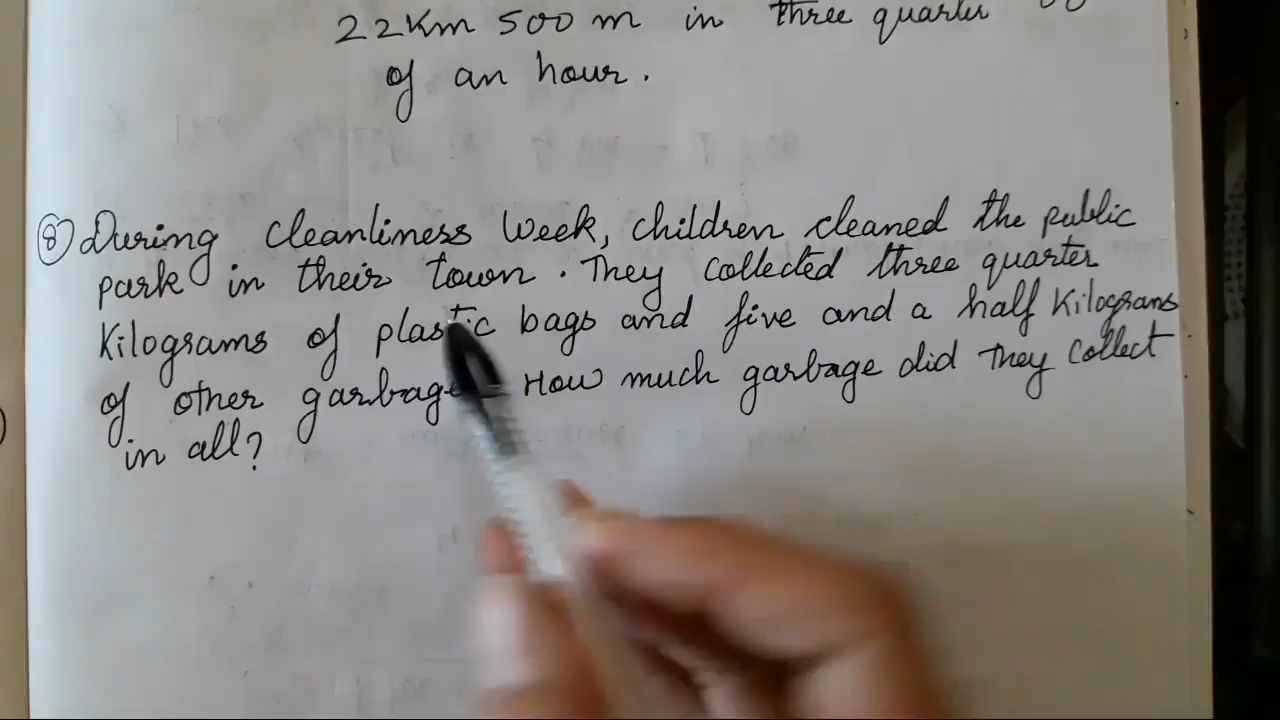 22Km 500 m in three quarter
of an hour.
8 During cleanliness Week, children cleaned the public
park in their town. They collected three quarter
Kilograms of plastic bags and five and a half Kilograms
of other garbage. How much garbage did They collect
in all?